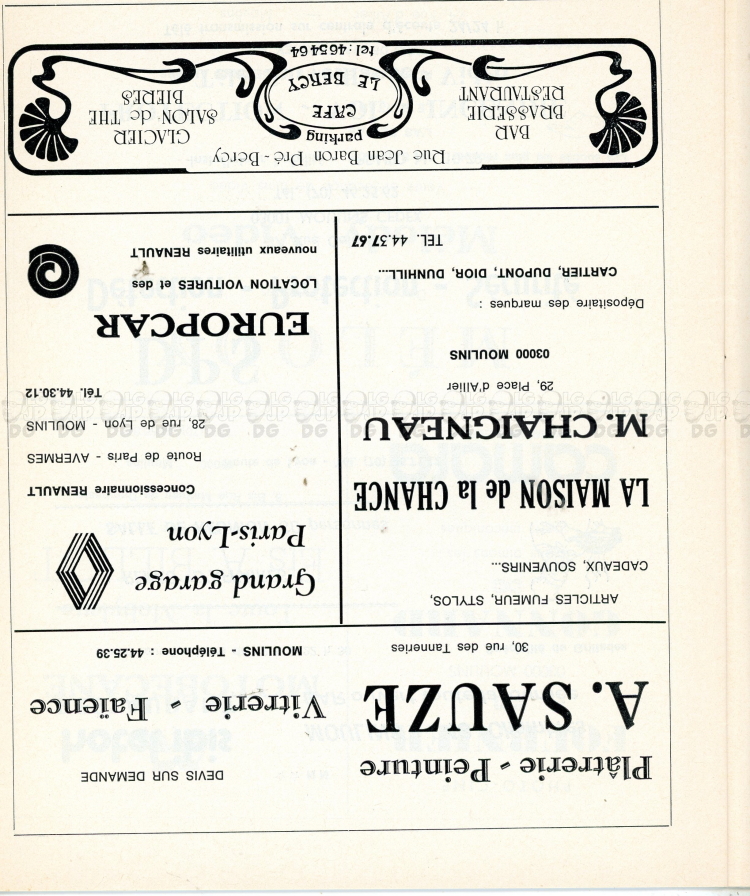 Plâtrerie - Peinture
A. SAUZE
30, rue des Tanneries
DEVIS SUR DEMANDE
Vitrerie - Faïence
MOULINS - Téléphone : 44.25.39
ARTICLES FUMEUR, STYLOS,
CADEAUX, SOUVENIRS...
LA MAISON de la CHANCE
M.CHAIGNEAU
29, Place d'Allier
03000 MOULINS
Dépositaire des marques :
CARTIER, DUPONT, DIOR, DUNHILL...
TEL. 44.37.67
Grand garage
Paris-Lyon
Concessionnaire RENAULT
Route de Paris - AVERMES
28, rue de Lyon - MOULINS
Tél. 44.30.12
EUROPCAR
LOCATION VOITURES et des
nouveaux utilitaires RENAULT
Rue Jean Baron Pré-Bercy
parking
BAR
BRASSERIE
RESTAURANT
CAFE
LE BERCY
tel:465464
GLACIER
SALON de THE
BIERES